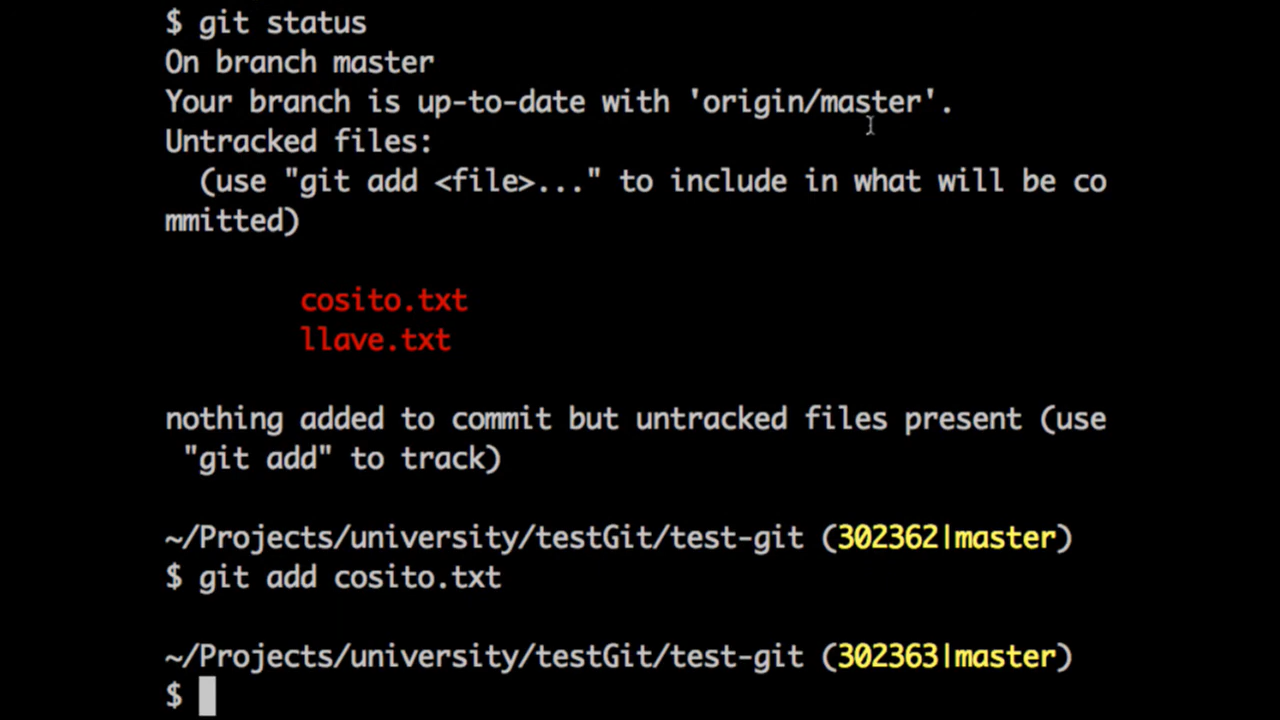 $ git status
On branch master
Your branch is up-to-date with 'origin/master'.
Untracked files:
  (use "git add <file>..." to include in what will be co
mmitted)

        cosito.txt
        llave.txt

nothing added to commit but untracked files present (use
 "git add" to track)

~/Projects/university/testGit/test-git (302362|master)
$ git add cosito.txt

~/Projects/university/testGit/test-git (302363|master)
$